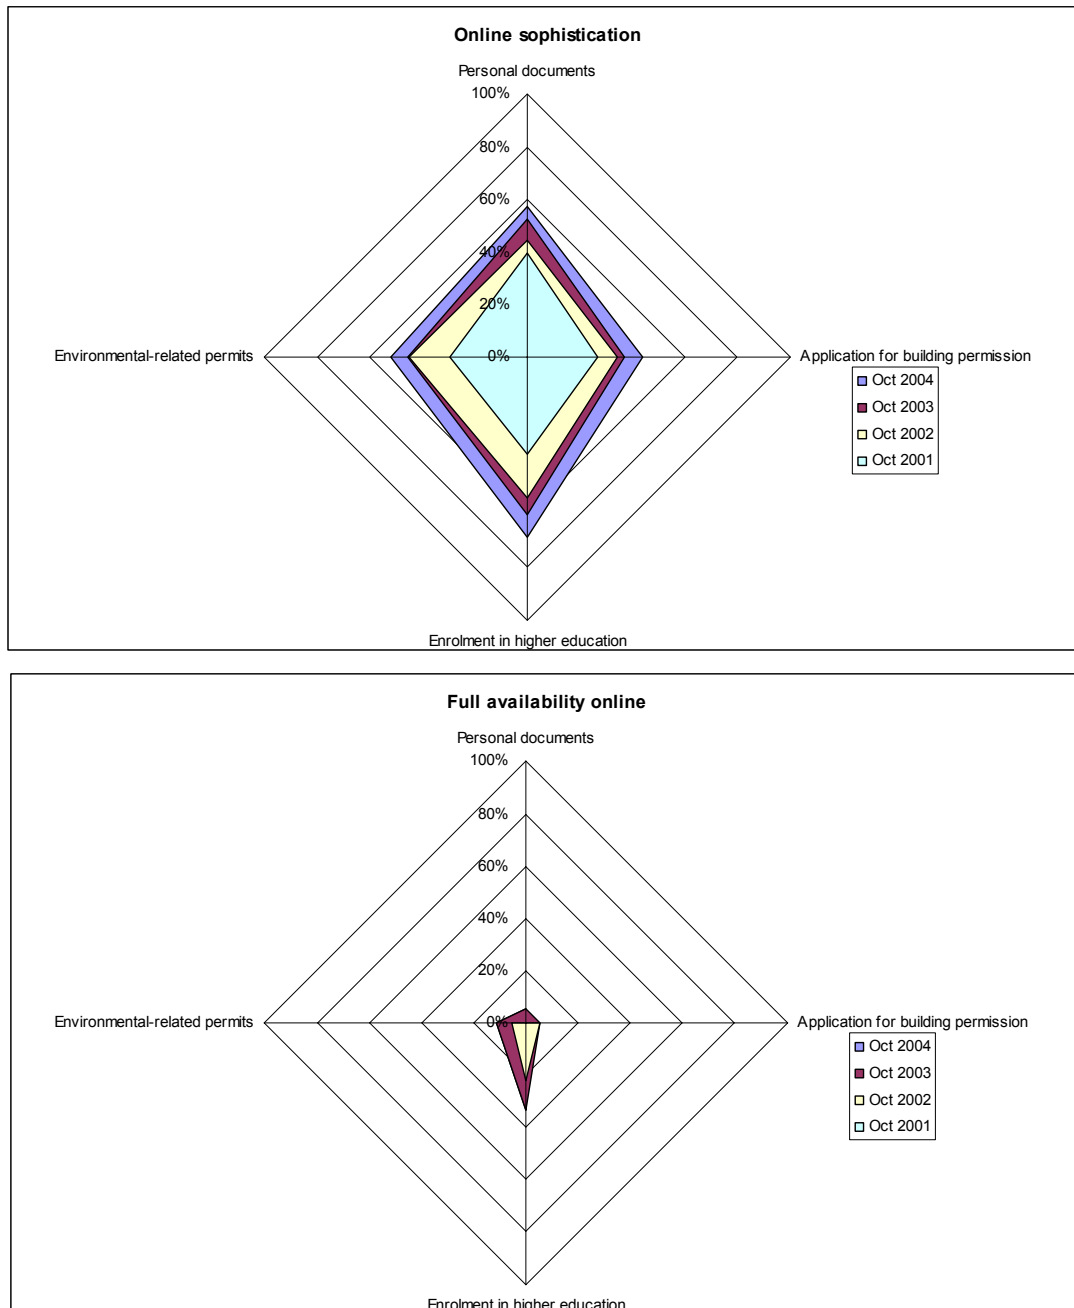 Online sophistication
Personal documents
100%
80%
60%
40%
20%
0%
Environmental-related permits
Application for building permission
Oct 2004
Oct 2003
Oct 2002
Oct 2001
Enrolment in higher education
Full availability online
Personal documents
100%
80%
60%
40%
20%
0%
Environmental-related permits
Application for building permission
Oct 2004
Oct 2003
Oct 2002
Oct 2001
Enrolment in higher education